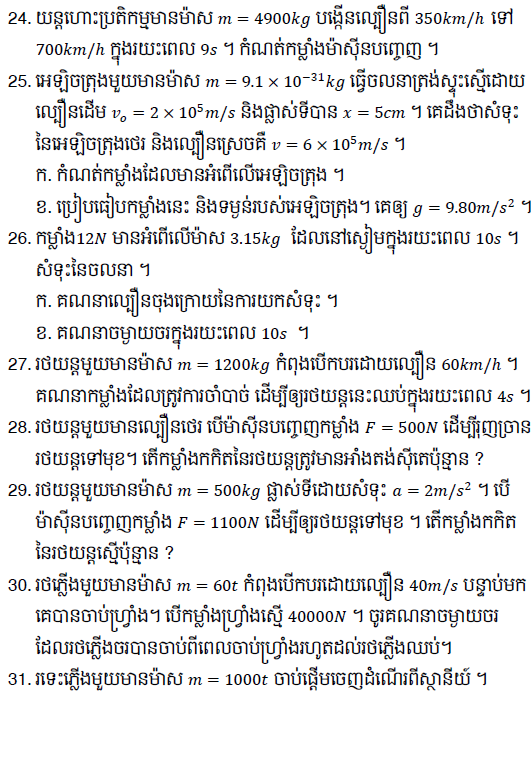 24. យន្តហោះប្រតិកម្មមានម៉ាស m = 4900kg បង្កើនល្បឿនពី 350km/h ទៅ
700km/h ក្នុងរយះពេល 9s ។ កំណត់កម្លាំងម៉ាស៊ីនបញ្ចេញ ។
25. អេឡិចត្រុងមួយមានម៉ាស m = 9.1 × 10⁻³¹kg ធ្វើចលនាត្រង់ស្ទុះស្មើដោយ
ល្បឿនដើម vₒ = 2 × 10⁵m/s និងផ្លាស់ទីបាន x = 5cm ។ គេដឹងថាសំទុះ
នៃអេឡិចត្រុងថេរ និងល្បឿនស្រេចគឺ v = 6 × 10⁵m/s ។
ក. កំណត់កម្លាំងដែលមានអំពើលើអេឡិចត្រុង ។
ខ. ប្រៀបធៀបកម្លាំងនេះ និងទម្ងន់របស់អេឡិចត្រុង។ គេឲ្យ g = 9.80m/s² ។
26. កម្លាំង12N មានអំពើលើម៉ាស 3.15kg ដែលនៅស្ងៀមក្នុងរយះពេល 10s ។
សំទុះនៃចលនា ។
ក. គណនាល្បឿនចុងក្រោយនៃការយកសំទុះ ។
ខ. គណនាចម្ងាយចរក្នុងរយះពេល 10s ។
27. រថយន្តមួយមានម៉ាស m = 1200kg កំពុងបើកបរដោយល្បឿន 60km/h ។
គណនាកម្លាំងដែលត្រូវការចាំបាច់ ដើម្បីឲ្យរថយន្តនេះឈប់ក្នុងរយះពេល 4s ។
28. រថយន្តមួយមានល្បឿនថេរ បើម៉ាស៊ីនបញ្ចេញកម្លាំង F = 500N ដើម្បីរុញច្រាន
រថយន្តទៅមុខ។ តើកម្លាំងកកិតនៃរថយន្តត្រូវមានអាំងតង់ស៊ីតេប៉ុន្មាន ?
29. រថយន្តមួយមានម៉ាស m = 500kg ផ្លាស់ទីដោយសំទុះ a = 2m/s² ។ បើ
ម៉ាស៊ីនបញ្ចេញកម្លាំង F = 1100N ដើម្បីឲ្យរថយន្តទៅមុខ ។ តើកម្លាំងកកិត
នៃរថយន្តស្មើប៉ុន្មាន ?
30. រថភ្លើងមួយមានម៉ាស m = 60t កំពុងបើកបរដោយល្បឿន 40m/s បន្ទាប់មក
គេបានចាប់ហ្វ្រាំង។ បើកម្លាំងហ្វ្រាំងស្មើ 40000N ។ ចូរគណនាចម្ងាយចរ
ដែលរថភ្លើងចរបានចាប់ពីពេលចាប់ហ្វ្រាំងរហូតដល់រថភ្លើងឈប់។
31. រទេះភ្លើងមួយមានម៉ាស m = 1000t ចាប់ផ្ដើមចេញដំណើរពីស្ថានីយ៍ ។